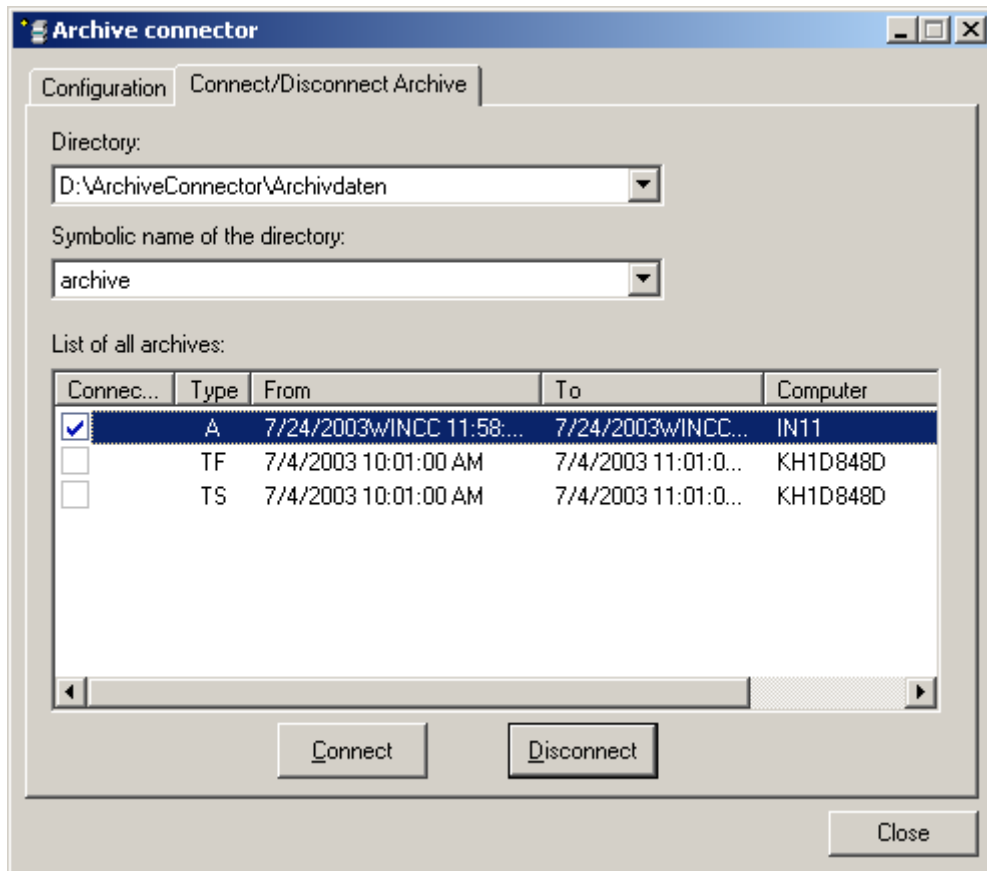 Archive connector
Configuration Connect/Disconnect Archive
Directory:
D:\ArchiveConnector\Archivdaten
Symbolic name of the directory:
archive
List of all archives:
Connec... Type From To Computer
A 7/24/2003WINCC 11:58:... 7/24/2003WINCC... IN11
TF 7/4/2003 10:01:00 AM 7/4/2003 11:01:0... KH1D848D
TS 7/4/2003 10:01:00 AM 7/4/2003 11:01:0... KH1D848D
Connect Disconnect
Close